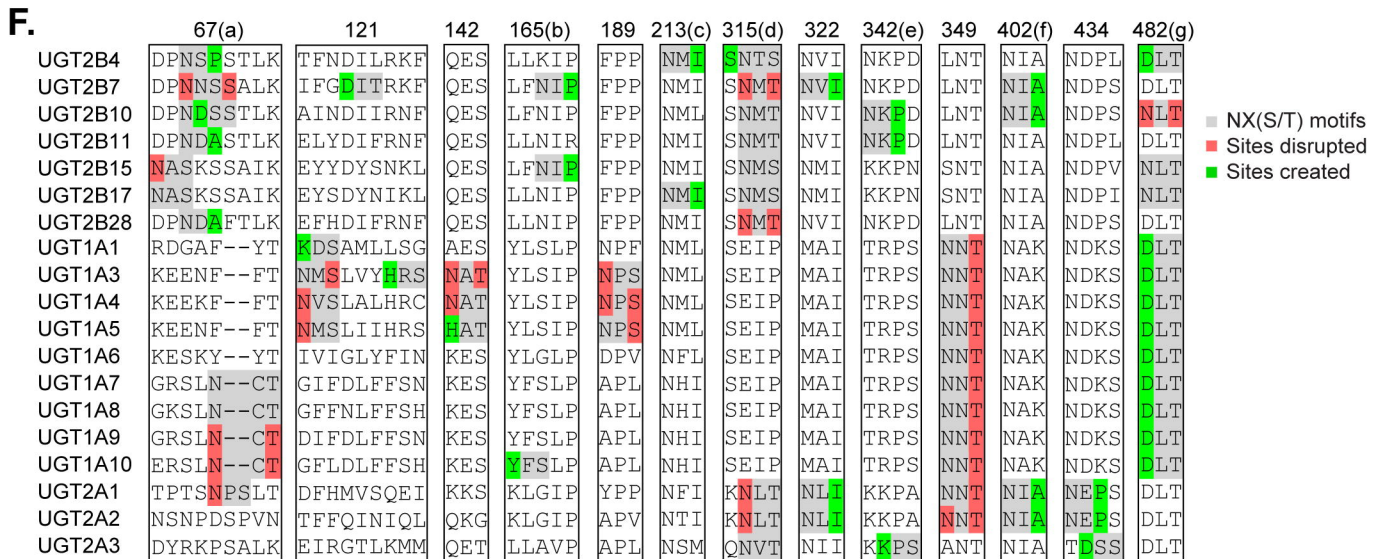 F.
67(a) 121 142 165(b) 189 213(c) 315(d) 322 342(e) 349 402(f) 434 482(g)
UGT2B4 DPNSPSTLK TFNDILRKF QES LLKIP FPP NMI SNTS NVI NKPD LNT NIA NDPL DLT
UGT2B7 DPNNSSALK IFGDITRKF QES LFNIP FPP NMI SNMT NVI NKPD LNT NIA NDPS DLT
UGT2B10 DPNDSSTLK AINDIIRNF QES LLNIP FPP NML SNMT NVI NKPD LNT NIA NDPS NLT
UGT2B11 DPNDASTLK ELYDIFRNF QES LLNIR FPP NML SNMT NVI NKPD LNT NIA NDPL DLT
UGT2B15 NASKSSAIK EYYDYSNKL QES LFNIP FPP NMI SNMS NVI KKPN SNT NIA NDPV NLT
UGT2B17 NASKSSAIK EYSDYNIKL QES LLNIP FPP NMI SNMS NVI KKPN SNT NIA NDPI NLT
UGT2B28 DPNDAFTLK EFHDIFRNF QES LLNIP FPP NMI SNMT NVI NKPD LNT NIA NDPS DLT
UGT1A1 RDGAF--YT KDSAMLLSG AES YLSLP NPF NML SEIP MAI TRPS NNT NAK NDKS DLT
UGT1A3 KEENF--FT NMSLVYHRS NAT YLSIP NPS NML SEIP MAI TRPS NNT NAK NDKS DLT
UGT1A4 KEEKF--FT NVSLALHRC NAT YLSIP NPS NML SEIP MAI TRPS NNT NAK NDKS DLT
UGT1A5 KEENF--FT NMSLIIHRS HAT YLSIP NPS NML SEIP MAI TRPS NNT NAK NDKS DLT
UGT1A6 KESKY--YT IVIGLYFIN KES YLGLP DPV NFL SEIP MAI TRPS NNT NAK NDKS DLT
UGT1A7 GRSLN--CT GIFDLFFSN KES YFSLP APL NHI SEIP MAI TRPS NNT NAK NDKS DLT
UGT1A8 GKSLN--CT GFFNLFFSH KES YFSLP APL NHI SEIP MAI TRPS NNT NAK NDKS DLT
UGT1A9 GRSLN--CT DIFDLFFSN KES YFSLP APL NHI SEIP MAI TRPS NNT NAK NDKS DLT
UGT1A10 ERSLN--CT GFLDLFFSH KES YFSLP APL NHI SEIP MAI TRPS NNT NAK NDKS DLT
UGT2A1 TPTSNPSLT DFHMVSQEI KKS KLGIP YPP NFI KNLT NLI KKPA NNT NIA NEPS DLT
UGT2A2 NSNPDSPVN TFFQINIQL QKG KLGIP APV NTI KNLT NLI KKPA NNT NIA NEPS DLT
UGT2A3 DYRKPSALK EIRGTLKMM QET LLAVP APL NSM QNVT NII KKPS ANT NIA TDSS DLT
NX(S/T) motifs
Sites disrupted
Sites created